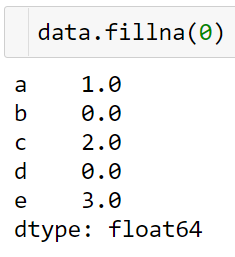 data.fillna(0)
a    1.0
b    0.0
c    2.0
d    0.0
e    3.0
dtype: float64